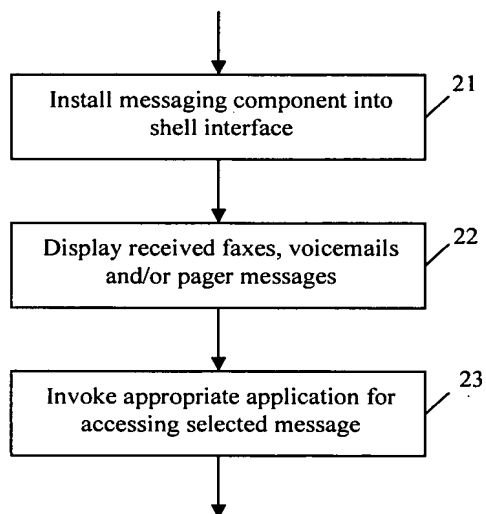 Install messaging component into
shell interface
21
Display received faxes, voicemails
and/or pager messages
22
Invoke appropriate application for
accessing selected message
23